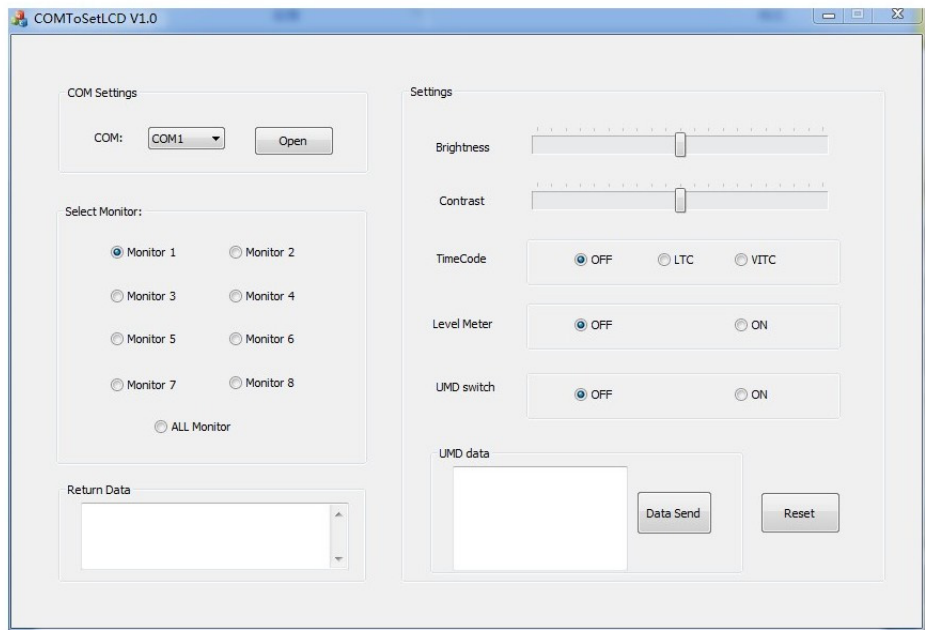 COMToSetLCD V1.0
COM Settings
COM: COM1 Open
Select Monitor:
Monitor 1 Monitor 2
Monitor 3 Monitor 4
Monitor 5 Monitor 6
Monitor 7 Monitor 8
ALL Monitor
Return Data
Settings
Brightness
Contrast
TimeCode OFF LTC VITC
Level Meter OFF ON
UMD switch OFF ON
UMD data
Data Send Reset